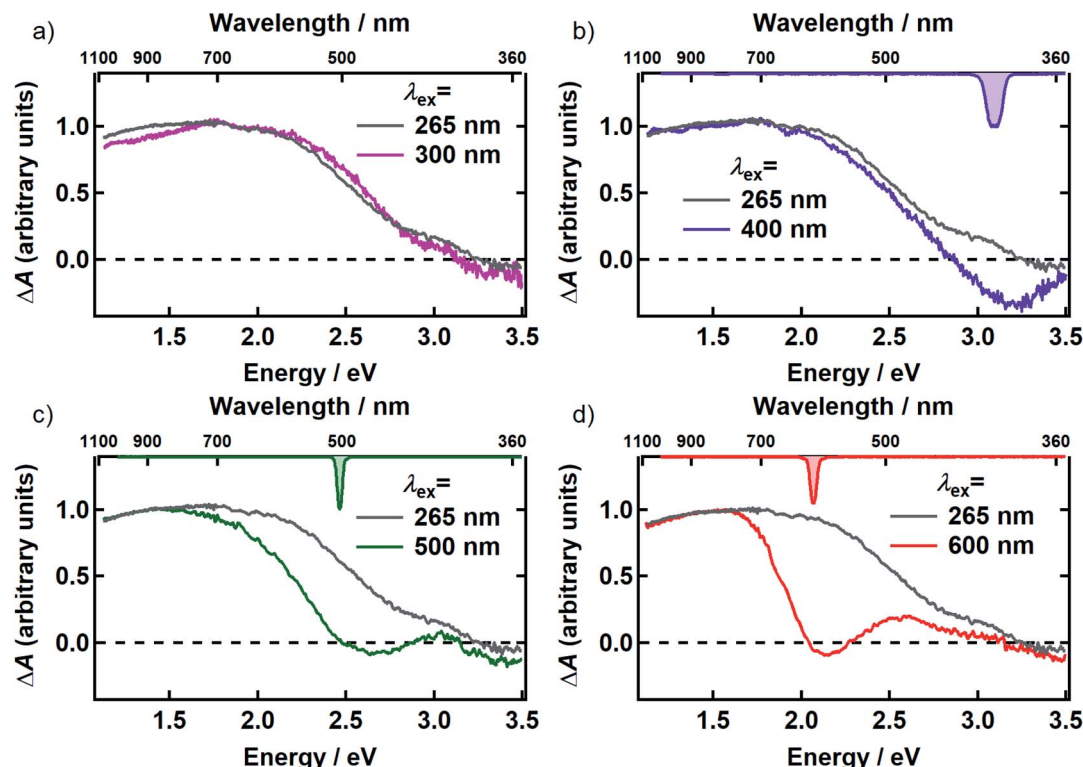 a)
Wavelength / nm
1100 900 700 500 360
ΔA (arbitrary units)
1.0
0.5
0.0
λex=
265 nm
300 nm
1.5 2.0 2.5 3.0 3.5
Energy / eV
b)
Wavelength / nm
1100 900 700 500 360
ΔA (arbitrary units)
1.0
0.5
0.0
λex=
265 nm
400 nm
1.5 2.0 2.5 3.0 3.5
Energy / eV
c)
Wavelength / nm
1100 900 700 500 360
ΔA (arbitrary units)
1.0
0.5
0.0
λex=
265 nm
500 nm
1.5 2.0 2.5 3.0 3.5
Energy / eV
d)
Wavelength / nm
1100 900 700 500 360
ΔA (arbitrary units)
1.0
0.5
0.0
λex=
265 nm
600 nm
1.5 2.0 2.5 3.0 3.5
Energy / eV